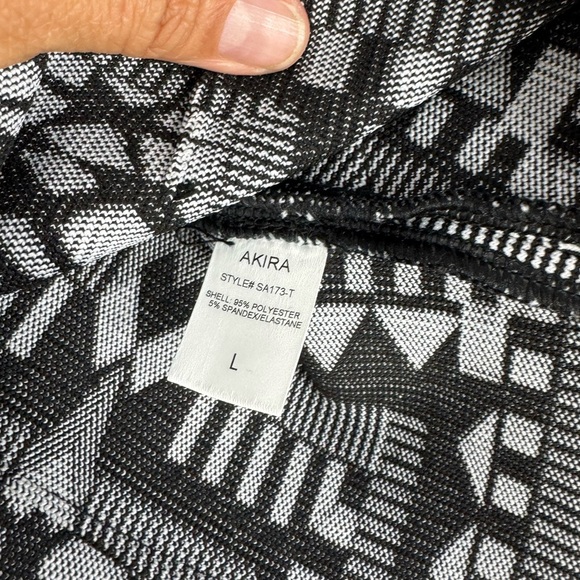 AKIRA
STYLE# SA173-T
SHELL: 95% POLYESTER
5% SPANDEX/ELASTANE
L